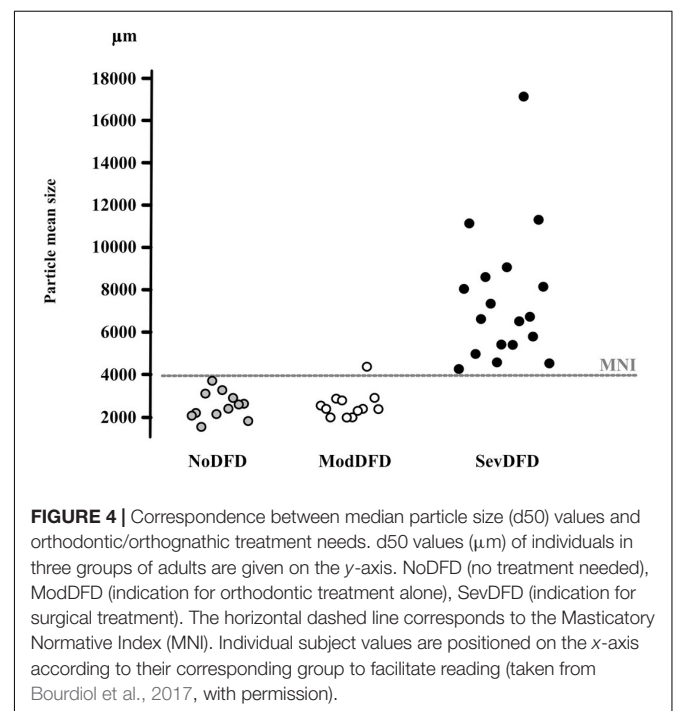 µm
18000
16000
14000
12000
10000
8000
6000
4000
2000
Particle mean size
MNI
NoDFD ModDFD SevDFD
FIGURE 4 | Correspondence between median particle size (d50) values and
orthodontic/orthognathic treatment needs. d50 values (μm) of individuals in
three groups of adults are given on the y-axis. NoDFD (no treatment needed),
ModDFD (indication for orthodontic treatment alone), SevDFD (indication for
surgical treatment). The horizontal dashed line corresponds to the Masticatory
Normative Index (MNI). Individual subject values are positioned on the x-axis
according to their corresponding group to facilitate reading (taken from
Bourdiol et al., 2017, with permission).